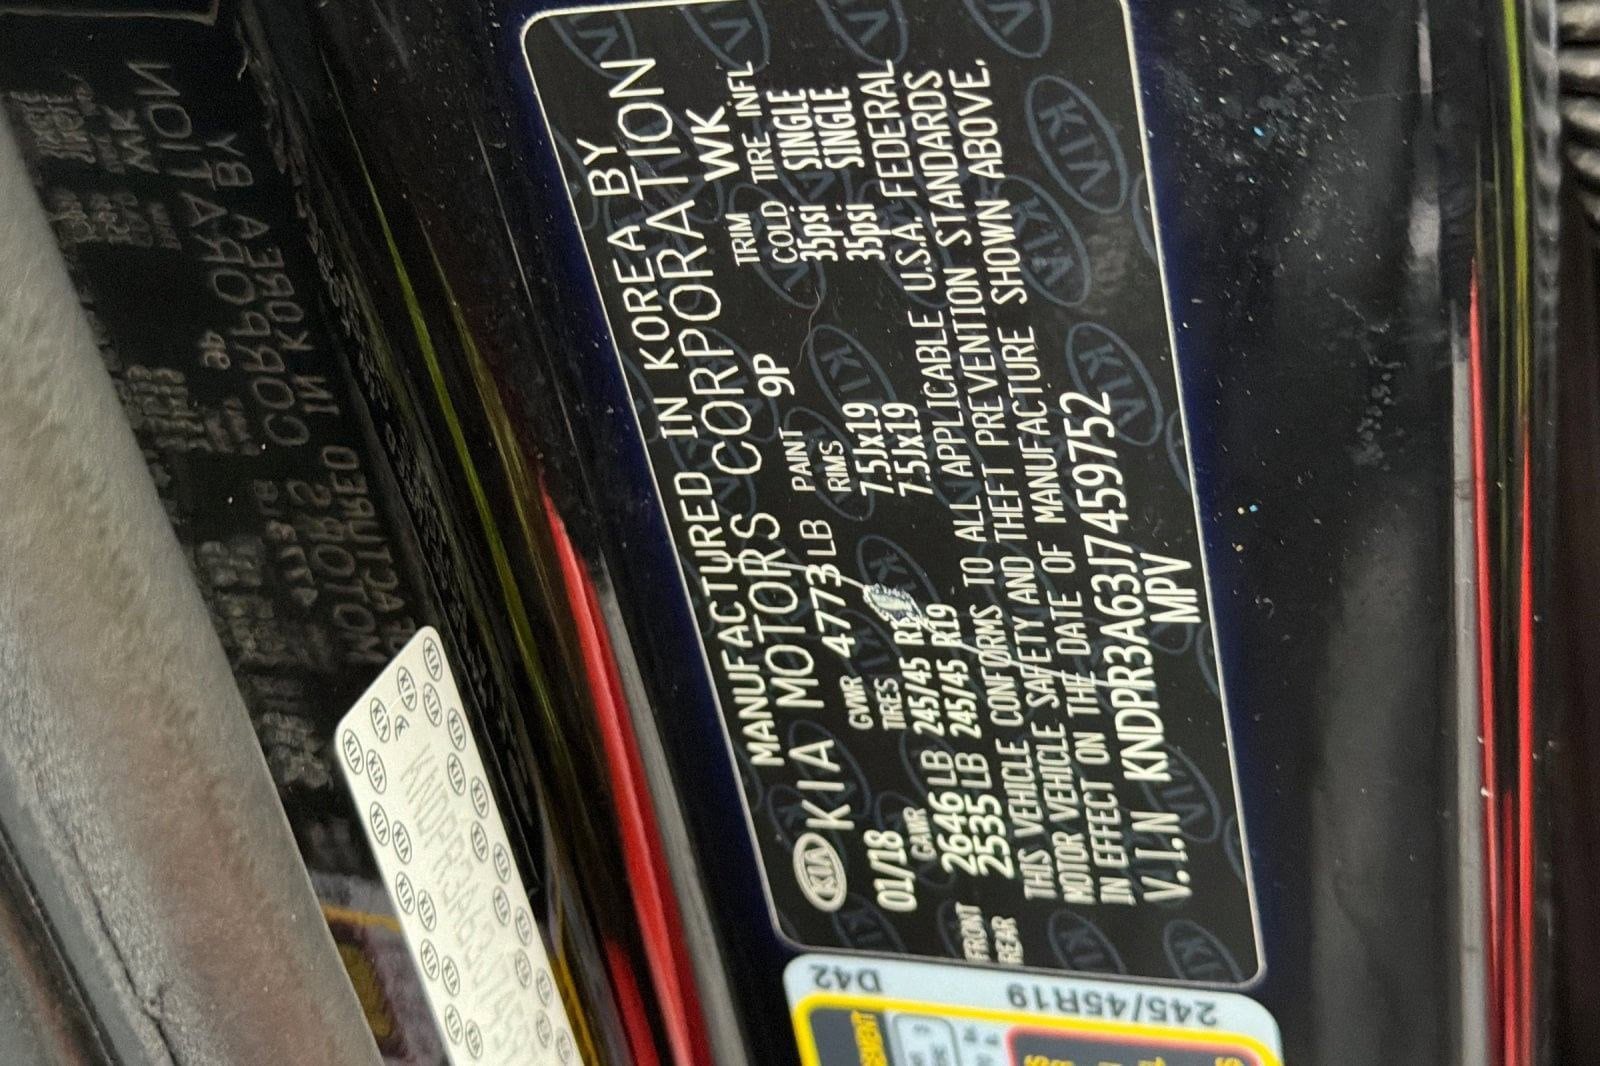 MANUFACTURED IN KOREA BY
KIA KIA MOTORS CORPORATION
01/18 GVWR 4773LB PAINT 9P TRIM WK
GAWR TIRES RIMS COLD TIRE INFL
FRONT 2646LB 245/45 7.5Jx19 35psi SINGLE
REAR 2535LB 245/45 R19 7.5Jx19 35psi SINGLE
THIS VEHICLE CONFORMS TO ALL APPLICABLE U.S.A. FEDERAL
MOTOR VEHICLE SAFETY AND THEFT PREVENTION STANDARDS
IN EFFECT ON THE DATE OF MANUFACTURE SHOWN ABOVE.
V.I.N KNDPR3A63J7459752
MPV
D42
245/45R19